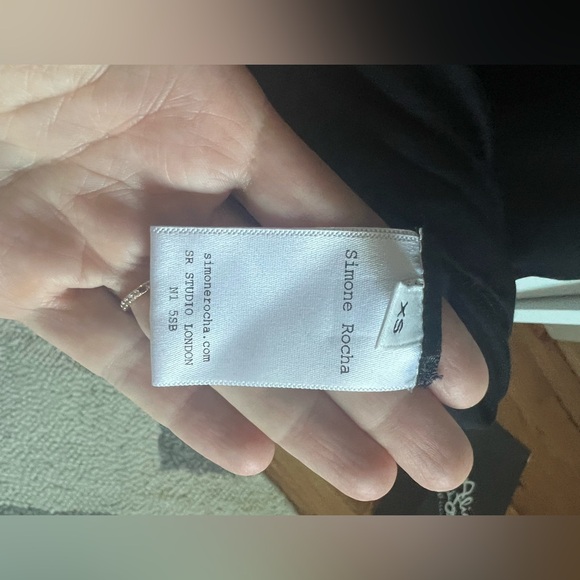 XS
Simone Rocha
simonerocha.com
SR STUDIO LONDON
N1 5SB